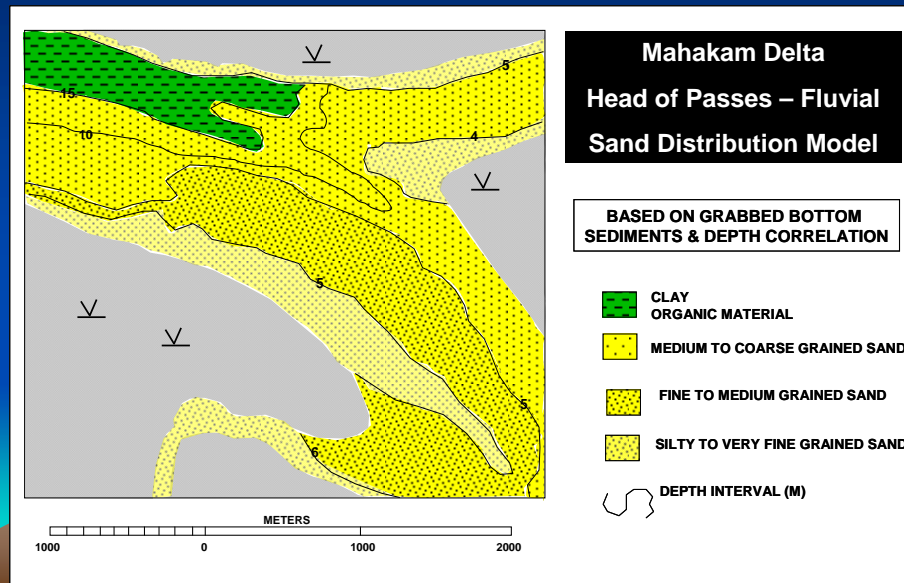 Mahakam Delta
Head of Passes – Fluvial
Sand Distribution Model
BASED ON GRABBED BOTTOM
SEDIMENTS & DEPTH CORRELATION
CLAY
ORGANIC MATERIAL
MEDIUM TO COARSE GRAINED SAND
FINE TO MEDIUM GRAINED SAND
SILTY TO VERY FINE GRAINED SAND
DEPTH INTERVAL (M)
5
15
10
4
5
5
6
METERS
1000 0 1000 2000